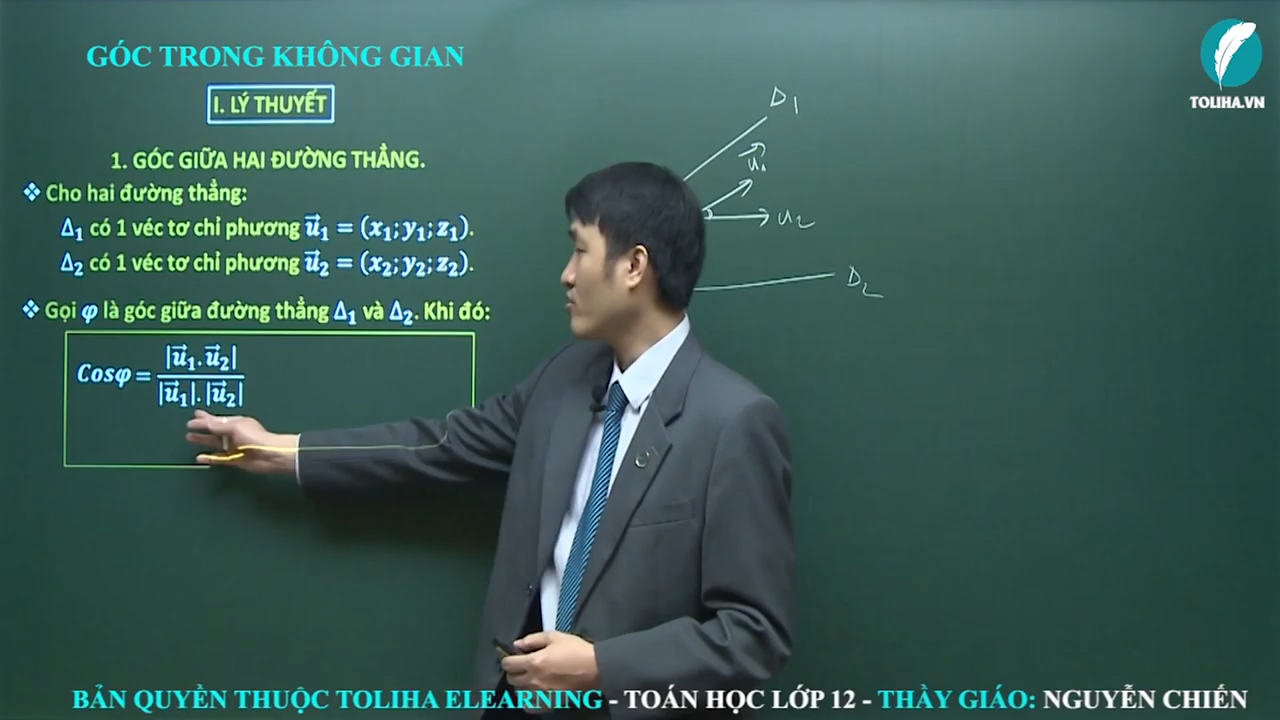 GÓC TRONG KHÔNG GIAN
I. LÝ THUYẾT
1. GÓC GIỮA HAI ĐƯỜNG THẲNG.
❖ Cho hai đường thẳng:
Δ₁ có 1 véc tơ chỉ phương u⃗₁ = (x₁; y₁; z₁).
Δ₂ có 1 véc tơ chỉ phương u⃗₂ = (x₂; y₂; z₂).
❖ Gọi φ là góc giữa đường thẳng Δ₁ và Δ₂. Khi đó:
Cosφ = |u⃗₁.u⃗₂| / |u⃗₁|.|u⃗₂|
D₁
u₁
u₂
D₂
TOLIHA.VN
BẢN QUYỀN THUỘC TOLIHA ELEARNING - TOÁN HỌC LỚP 12 - THẦY GIÁO: NGUYỄN CHIẾN